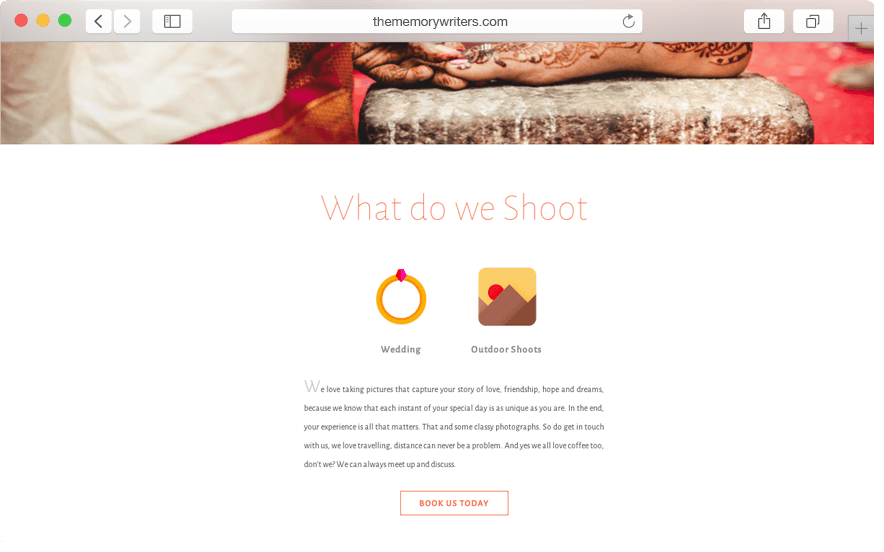 thememorywriters.com
What do we Shoot
Wedding
Outdoor Shoots
We love taking pictures that capture your story of love, friendship, hope and dreams,
because we know that each instant of your special day is as unique as you are. In the end,
your experience is all that matters. That and some classy photographs. So do get in touch
with us, we love travelling, distance can never be a problem. And yes we all love coffee too,
don't we? We can always meet up and discuss.
BOOK US TODAY